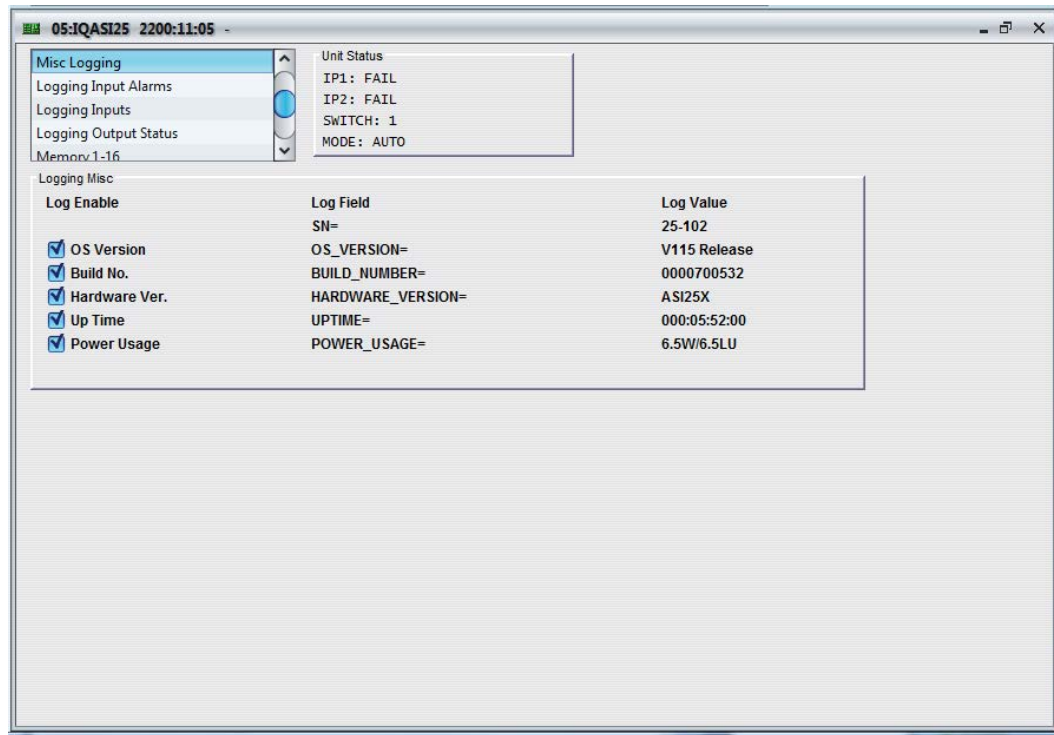 05:IQASI25 2200:11:05 -
Misc Logging
Logging Input Alarms
Logging Inputs
Logging Output Status
Memory 1-16
Unit Status
IP1: FAIL
IP2: FAIL
SWITCH: 1
MODE: AUTO
Logging Misc
Log Enable Log Field Log Value
SN= 25-102
OS Version OS_VERSION= V115 Release
Build No. BUILD_NUMBER= 0000700532
Hardware Ver. HARDWARE_VERSION= ASI25X
Up Time UPTIME= 000:05:52:00
Power Usage POWER_USAGE= 6.5W/6.5LU